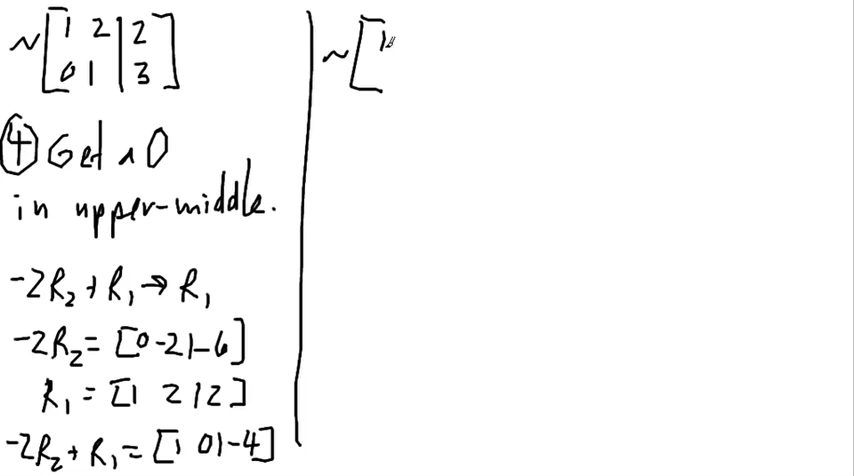 ~[1 2 | 2
0 1 | 3]
④ Get a 0
in upper-middle.
-2R₂ + R₁ → R₁
-2R₂ = [0 -2 | -6]
R₁ = [1 2 | 2]
-2R₂ + R₁ = [1 0 | -4]
~[1